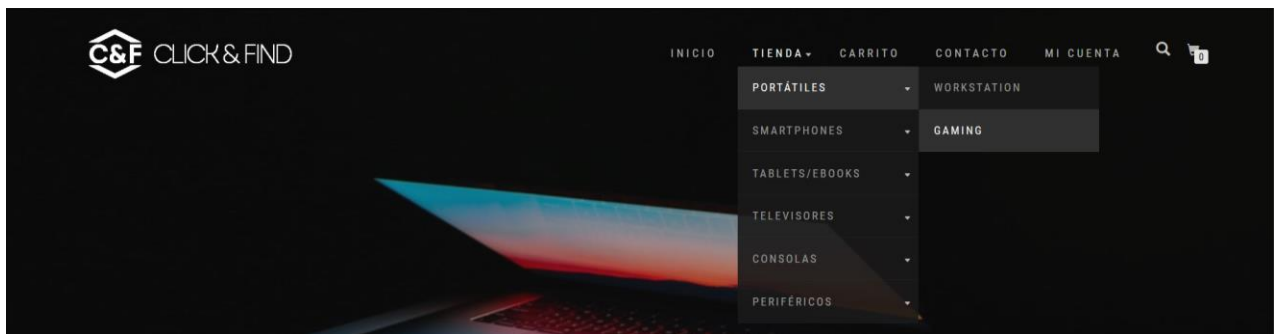 C&F CLICK & FIND
INICIO TIENDA CARRITO CONTACTO MI CUENTA 0
PORTÁTILES WORKSTATION
SMARTPHONES GAMING
TABLETS/EBOOKS
TELEVISORES
CONSOLAS
PERIFÉRICOS